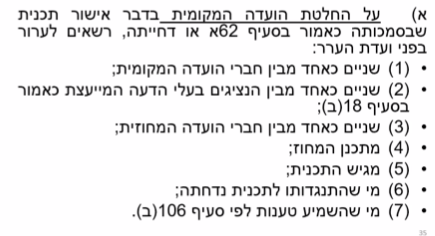 א) על החלטת הועדה המקומית בדבר אישור תכנית
שבסמכותה כאמור בסעיף 62א או דחייתה, רשאים לערור
בפני ועדת הערר:
• (1) שניים כאחד מבין חברי הועדה המקומית;
• (2) שניים כאחד מבין הנציגים בעלי הדעה המייעצת כאמור
בסעיף 18(ב);
• (3) שניים כאחד מבין חברי הועדה המחוזית;
• (4) מתכנן המחוז;
• (5) מגיש התכנית;
• (6) מי שהתנגדותו לתכנית נדחתה;
• (7) מי שהשמיע טענות לפי סעיף 106(ב).
35